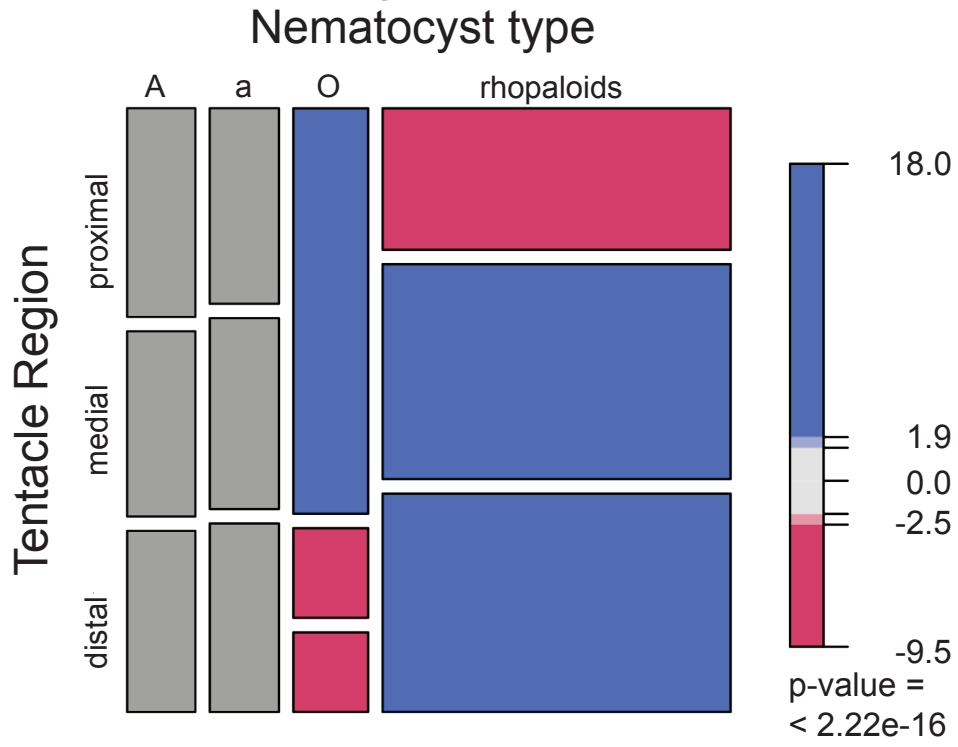 Nematocyst type
A a O rhopaloids
Tentacle Region
proximal
medial
distal
18.0
1.9
0.0
-2.5
-9.5
p-value =
< 2.22e-16